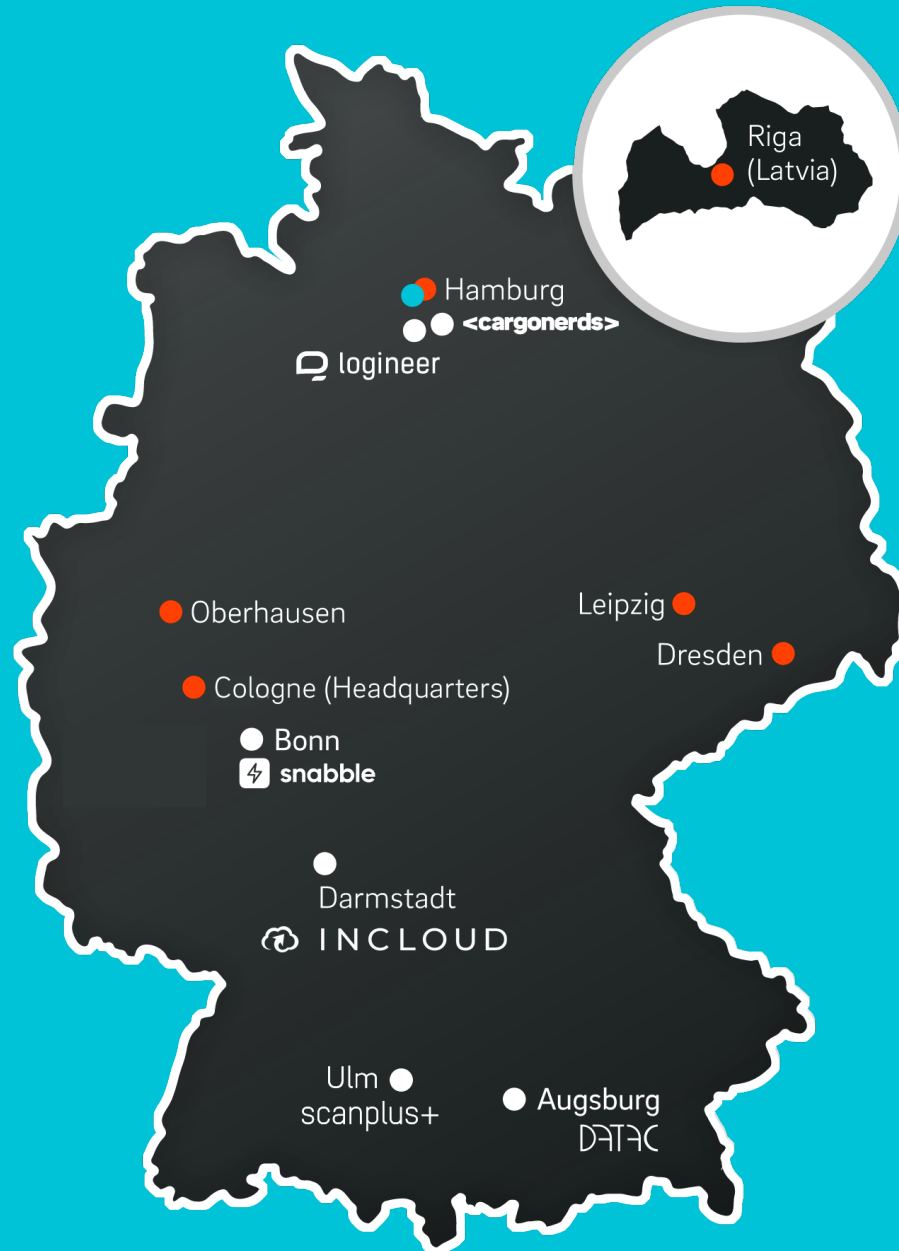 Riga
(Latvia)
Hamburg
<cargonerds>
logineer
Oberhausen
Leipzig
Dresden
Cologne (Headquarters)
Bonn
snabble
Darmstadt
INCLOUD
Ulm
scanplus+
Augsburg
DATAC